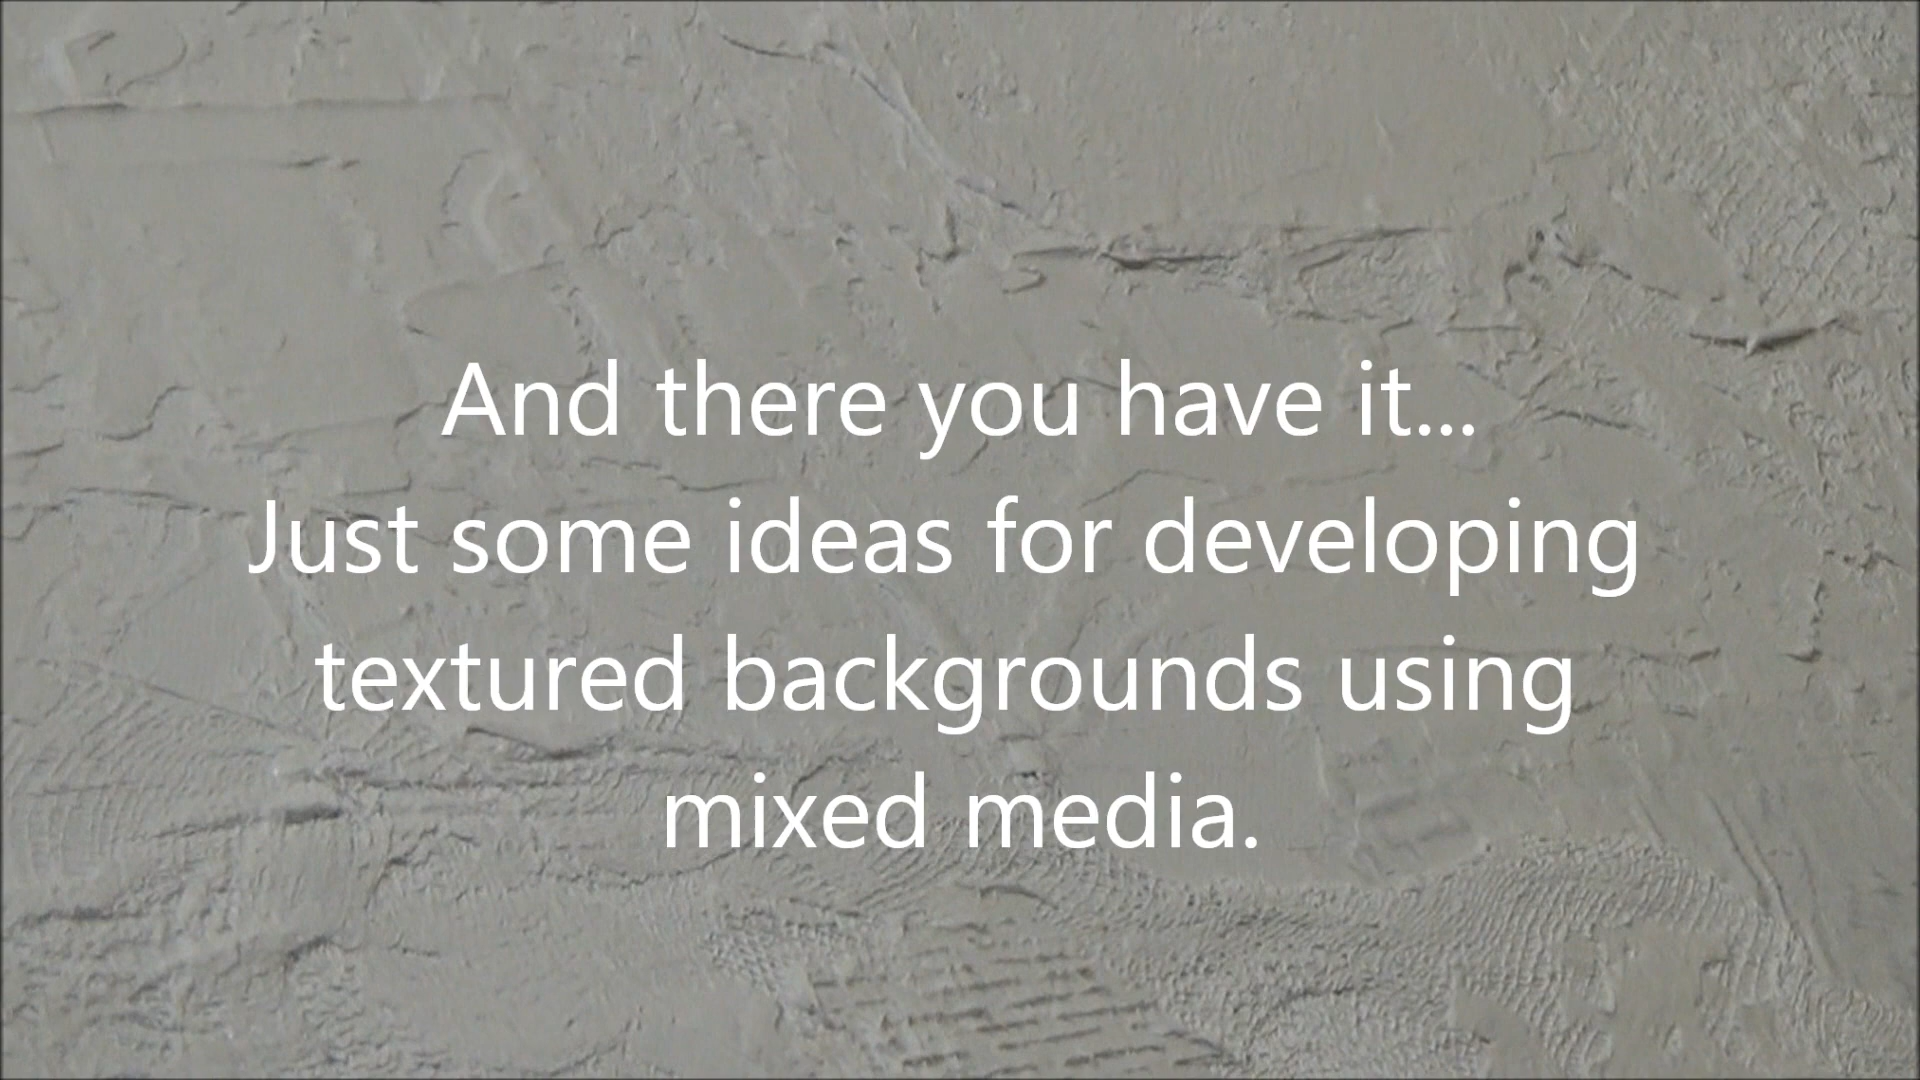 And there you have it...
Just some ideas for developing
textured backgrounds using
mixed media.